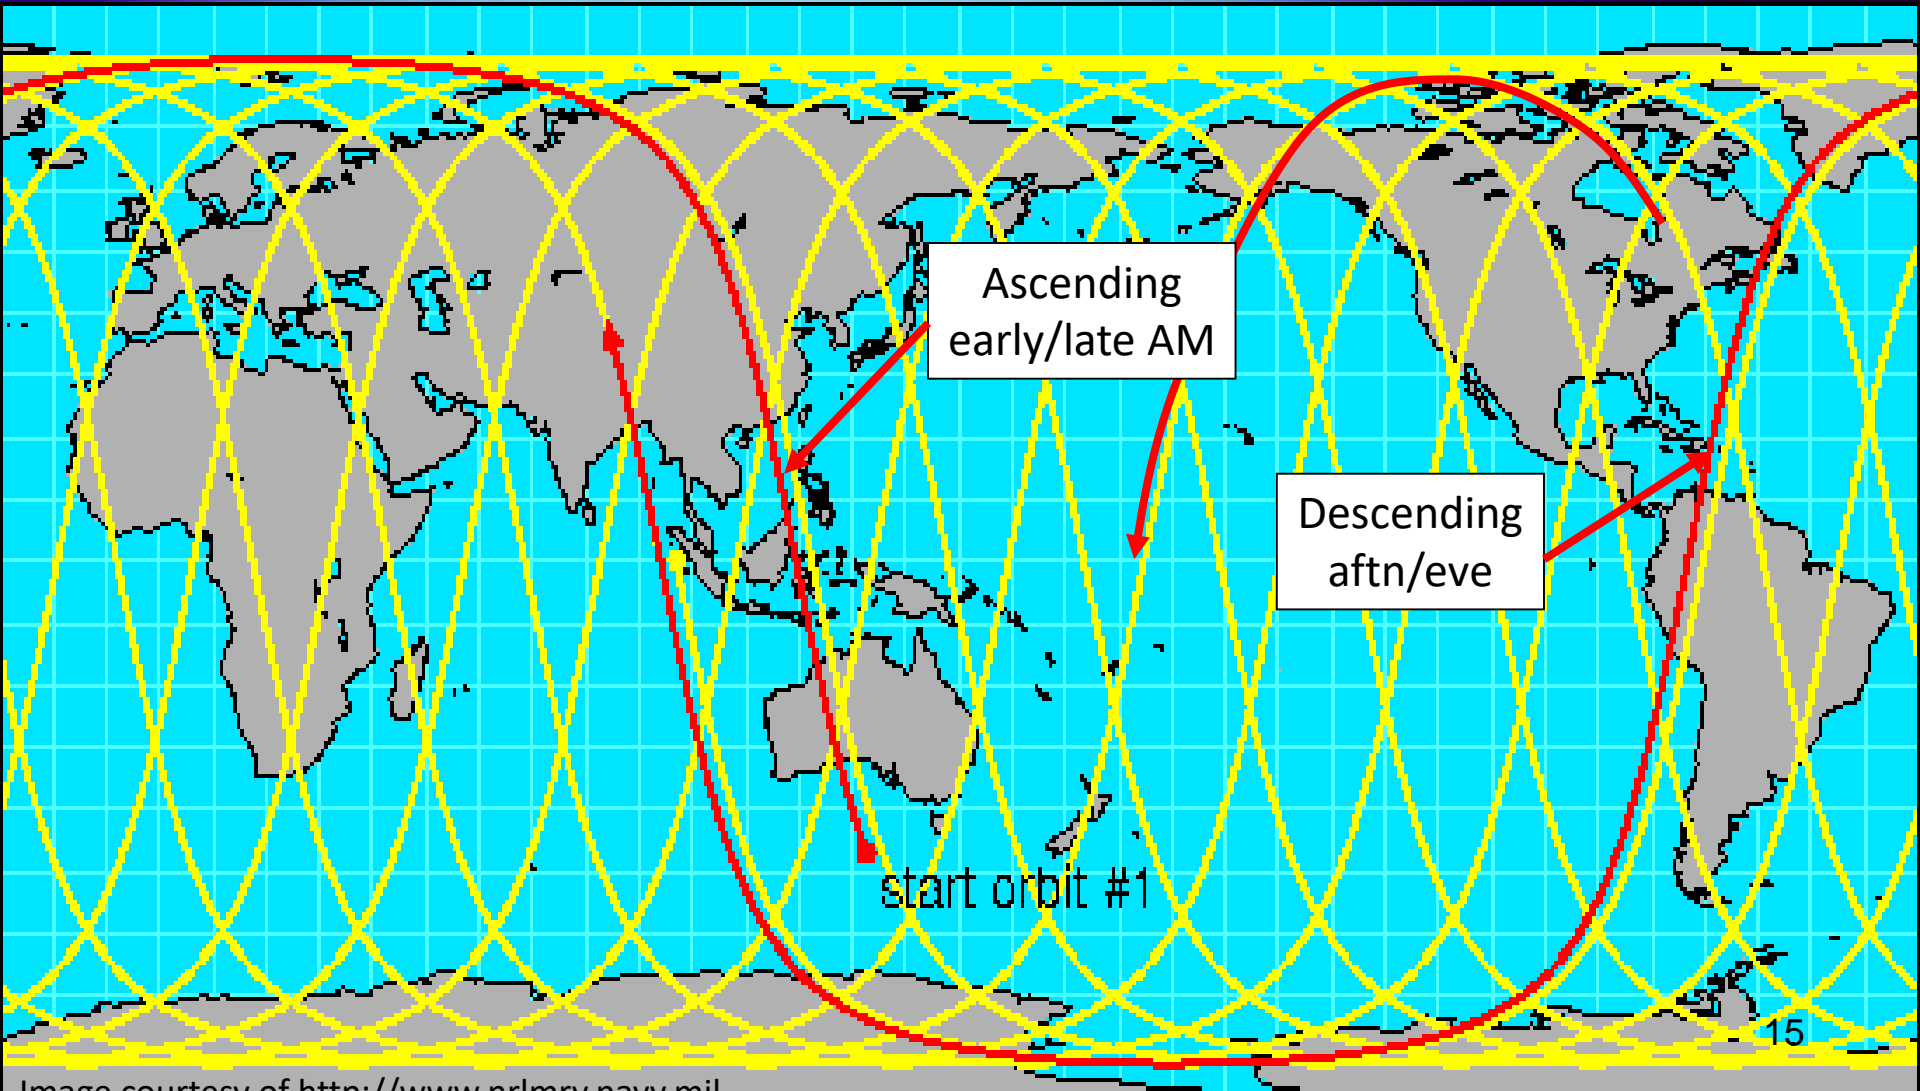 Ascending
early/late AM
Descending
aftn/eve
start orbit #1
15
Image courtesy of http://www.nrlmry.navy.mil